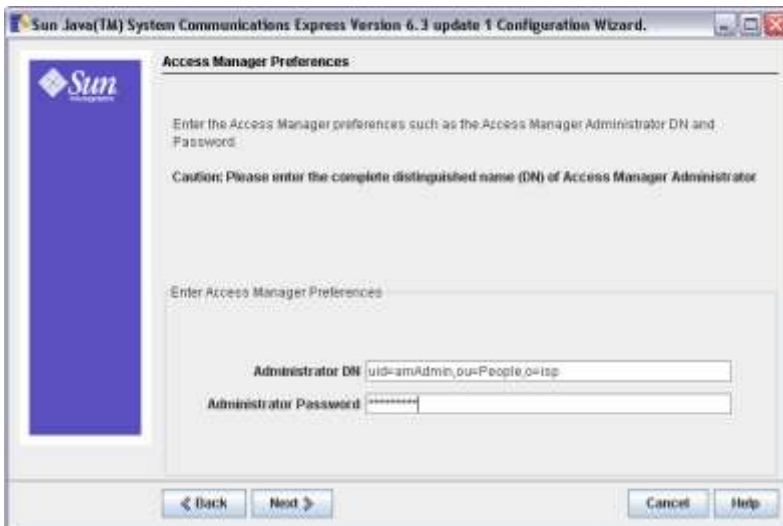 Sun Java(TM) System Communications Express Version 6.3 update 1 Configuration Wizard.
Sun
Access Manager Preferences
Enter the Access Manager preferences such as the Access Manager Administrator DN and
Password
Caution: Please enter the complete distinguished name (DN) of Access Manager Administrator
Enter Access Manager Preferences
Administrator DN uid=amAdmin,ou=People,o=isp
Administrator Password *********
Back Next Cancel Help